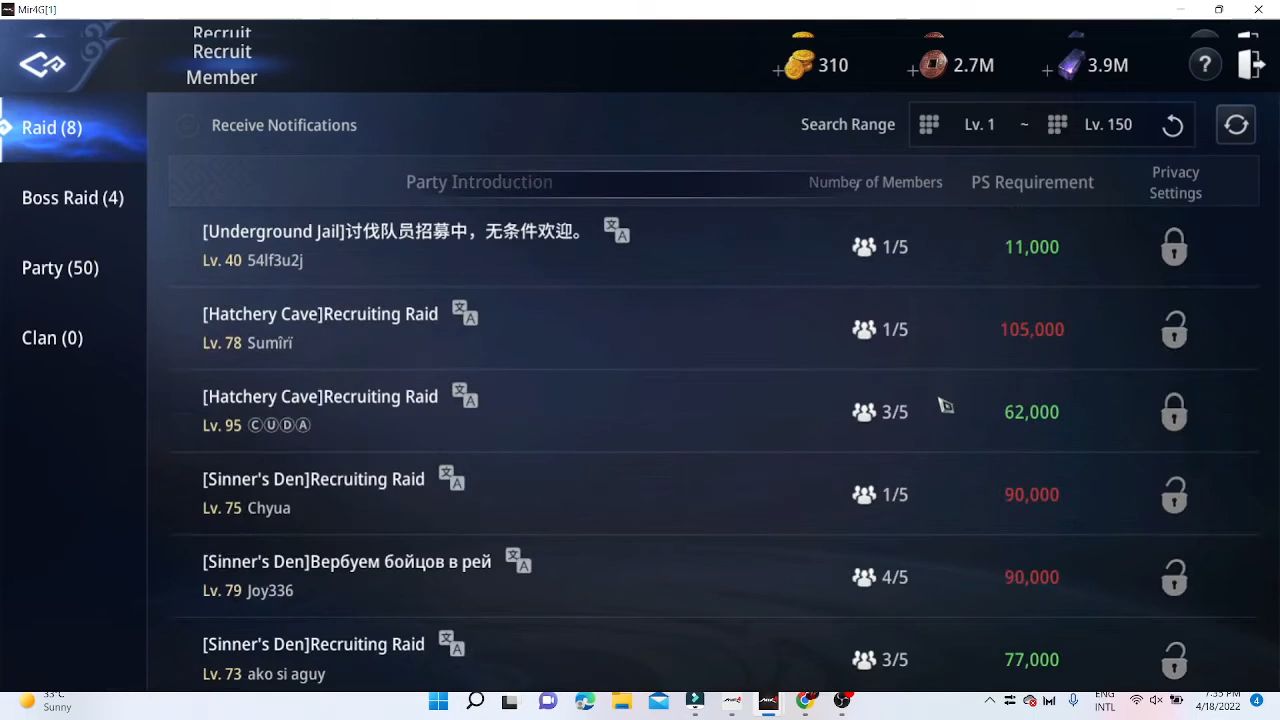 Mir4G[1]
Recruit
Recruit
Member
310
2.7M
3.9M
?
Raid (8)
Boss Raid (4)
Party (50)
Clan (0)
Receive Notifications
Search Range
Lv. 1 ~ Lv. 150
Party Introduction
Number of Members
PS Requirement
Privacy
Settings
[Underground Jail]讨伐队员招募中，无条件欢迎。
Lv. 40 54lf3u2j
1/5
11,000
[Hatchery Cave]Recruiting Raid
Lv. 78 Sumîrï
1/5
105,000
[Hatchery Cave]Recruiting Raid
Lv. 95 ⒸⓊⒹⒶ
3/5
62,000
[Sinner's Den]Recruiting Raid
Lv. 75 Chyua
1/5
90,000
[Sinner's Den]Вербуем бойцов в рей
Lv. 79 Joy336
4/5
90,000
[Sinner's Den]Recruiting Raid
Lv. 73 ako si aguy
3/5
77,000
Sunny
ENG
INTL
4/18/2022
4